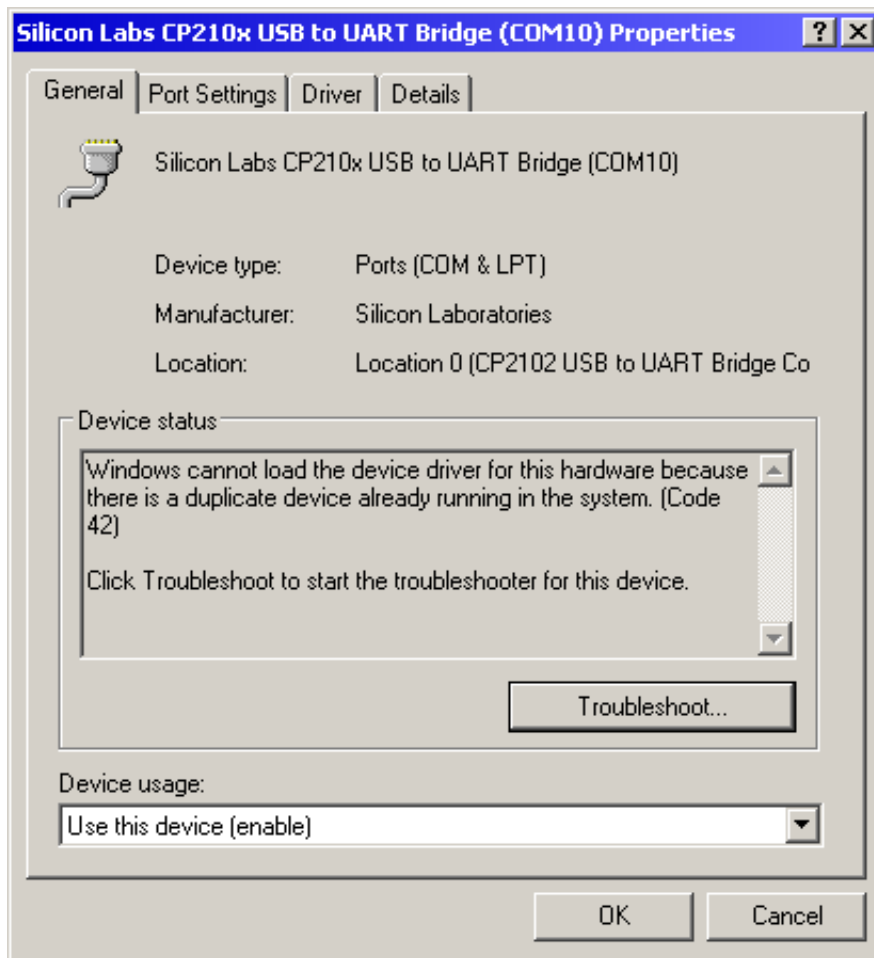 Silicon Labs CP210x USB to UART Bridge (COM10) Properties
General Port Settings Driver Details
Silicon Labs CP210x USB to UART Bridge (COM10)
Device type: Ports (COM & LPT)
Manufacturer: Silicon Laboratories
Location: Location 0 (CP2102 USB to UART Bridge Co
Device status
Windows cannot load the device driver for this hardware because
there is a duplicate device already running in the system. (Code
42)
Click Troubleshoot to start the troubleshooter for this device.
Troubleshoot...
Device usage:
Use this device (enable)
OK Cancel